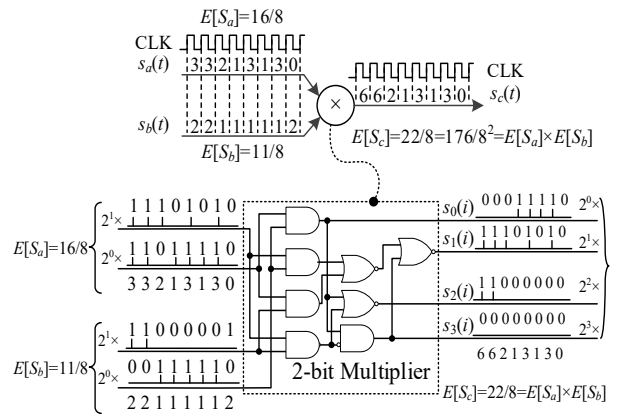 E[Sa]=16/8
CLK
sa(t)
3 3 2 1 3 1 3 0
CLK
6 6 2 1 3 1 3 0
sc(t)
×
sb(t)
2 2 1 1 1 1 1 2
E[Sb]=11/8
E[Sc]=22/8=176/8²=E[Sa]×E[Sb]
1 1 1 0 1 0 1 0
2¹×
E[Sa]=16/8
1 1 0 1 1 1 1 0
2⁰×
3 3 2 1 3 1 3 0
1 1 0 0 0 0 0 1
2¹×
E[Sb]=11/8
0 0 1 1 1 1 1 0
2⁰×
2 2 1 1 1 1 1 2
2-bit Multiplier
s0(i)
0 0 0 1 1 1 1 0
2⁰×
s1(i)
1 1 1 1 0 1 0 1 0
2¹×
s2(i)
1 1 0 0 0 0 0 0
2²×
s3(i)
0 0 0 0 0 0 0 0
2³×
6 6 2 1 3 1 3 0
E[Sc]=22/8=E[Sa]×E[Sb]